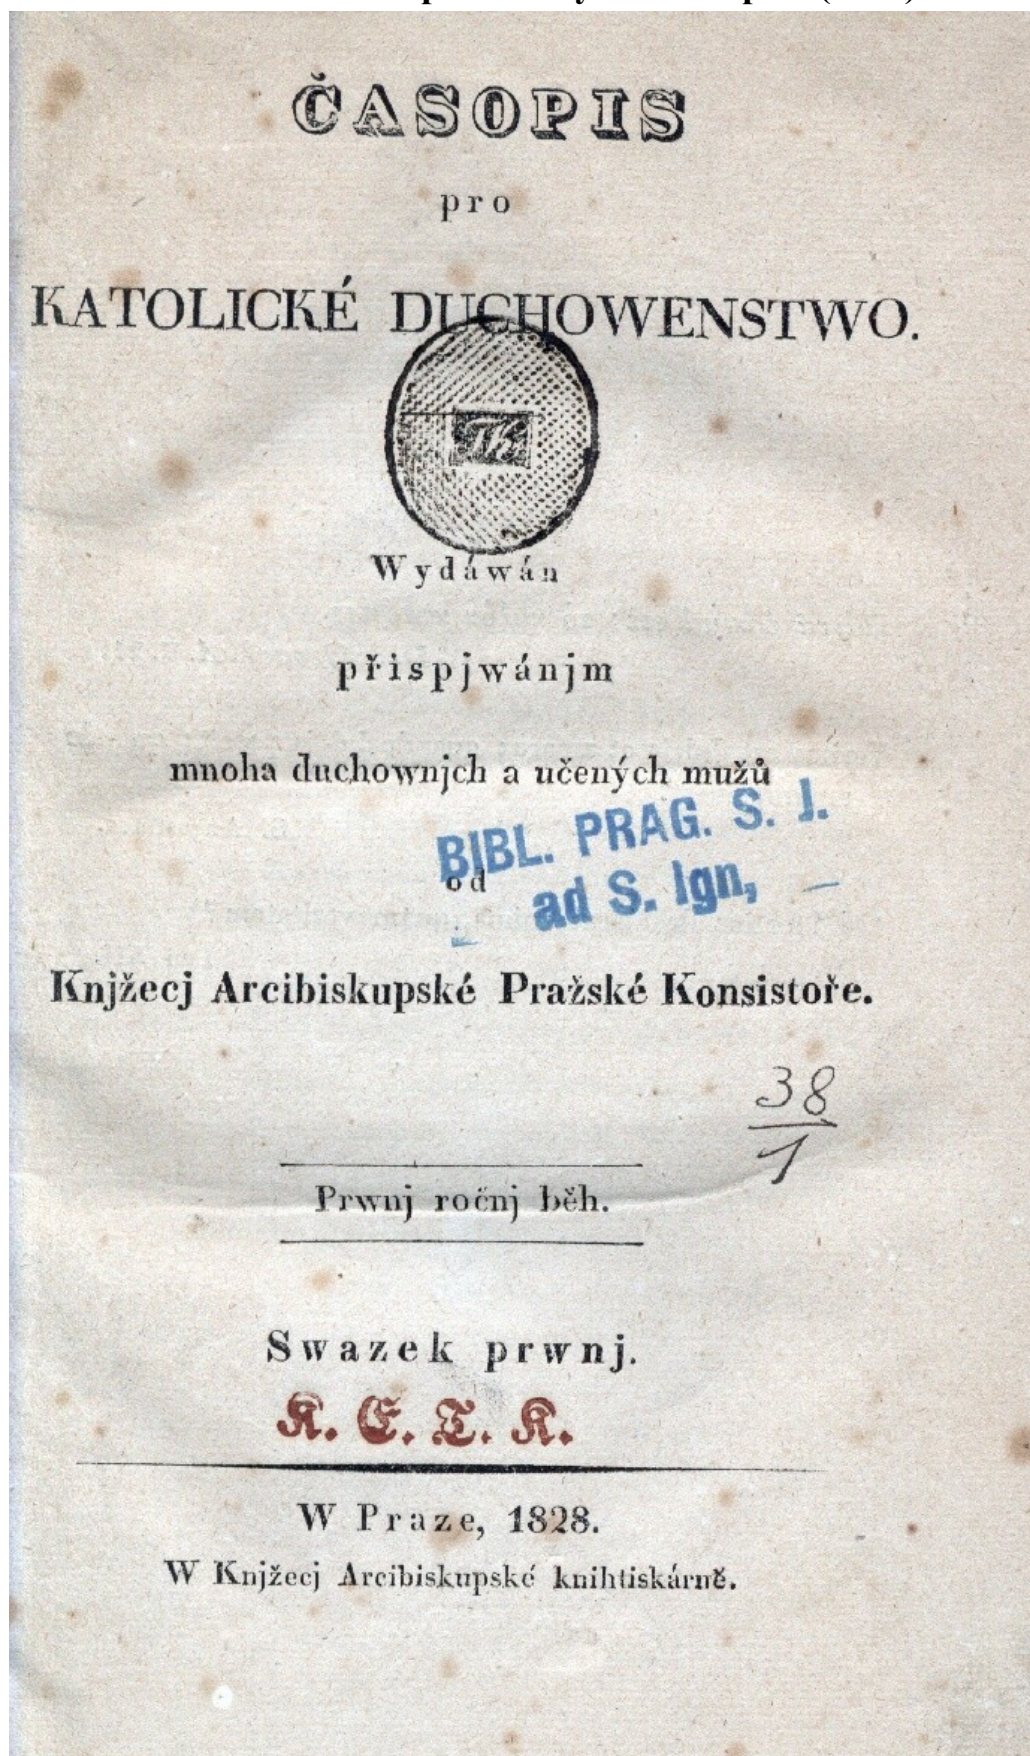 ČASOPIS
pro
KATOLICKÉ DUCHOWENSTWO.
Th.
Wydáwán
přispjwánjm
mnoha duchownjch a učených mužů
BIBL. PRAG. S. J.
od
ad S. Ign,
Knjžecj Arcibiskupské Pražské Konsistoře.
38
1
Prwnj ročnj běh.
Swazek prwnj.
K. E. T. K.
W Praze, 1828.
W Knjžecj Arcibiskupské knihtiskárně.